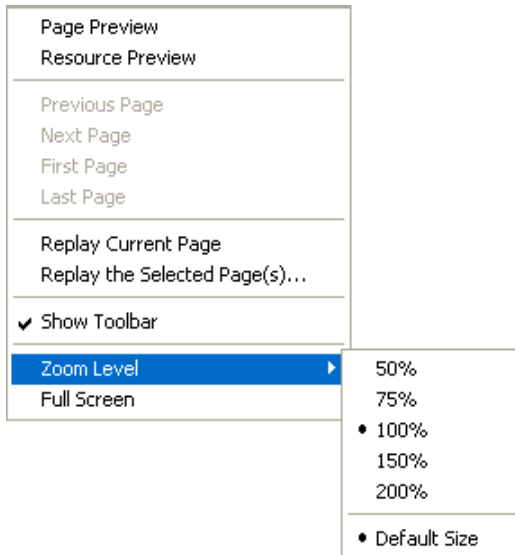 Page Preview
Resource Preview
Previous Page
Next Page
First Page
Last Page
Replay Current Page
Replay the Selected Page(s)...
Show Toolbar
Zoom Level
Full Screen
50%
75%
100%
150%
200%
Default Size